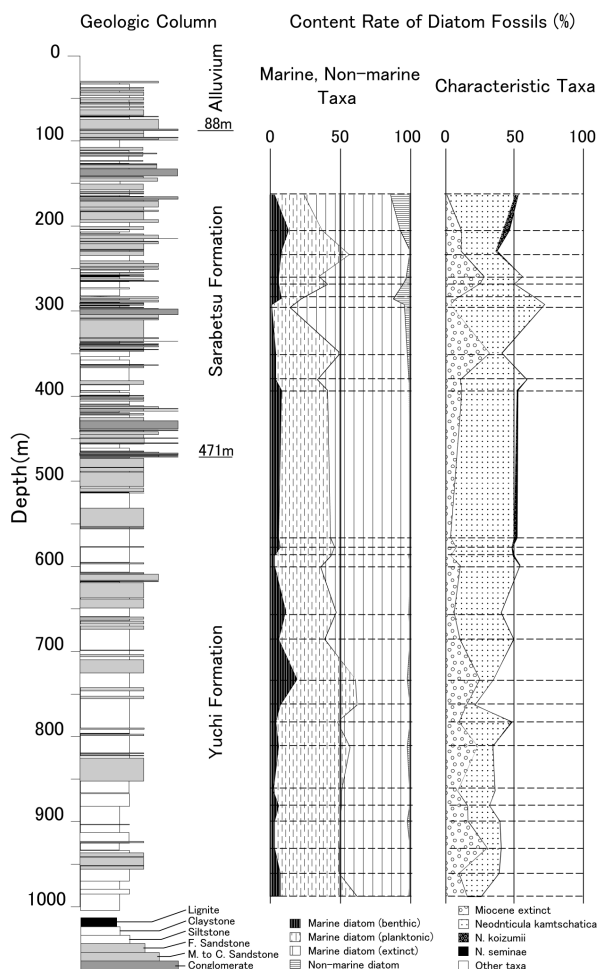 Geologic Column
Content Rate of Diatom Fossils (%)
Marine, Non-marine
Taxa
Characteristic Taxa
0 50 100
0 50 100
Depth(m)
0
100
200
300
400
500
600
700
800
900
1000
Alluvium
88m
Sarabetsu Formation
471m
Yuchi Formation
Lignite
Claystone
Siltstone
F. Sandstone
M. to C. Sandstone
Conglomerate
Marine diatom (benthic)
Marine diatom (planktonic)
Marine diatom (extinct)
Non-marine diatom
Miocene extinct
Neodnticula kamtschatica
N. koizumii
N. seminae
Other taxa